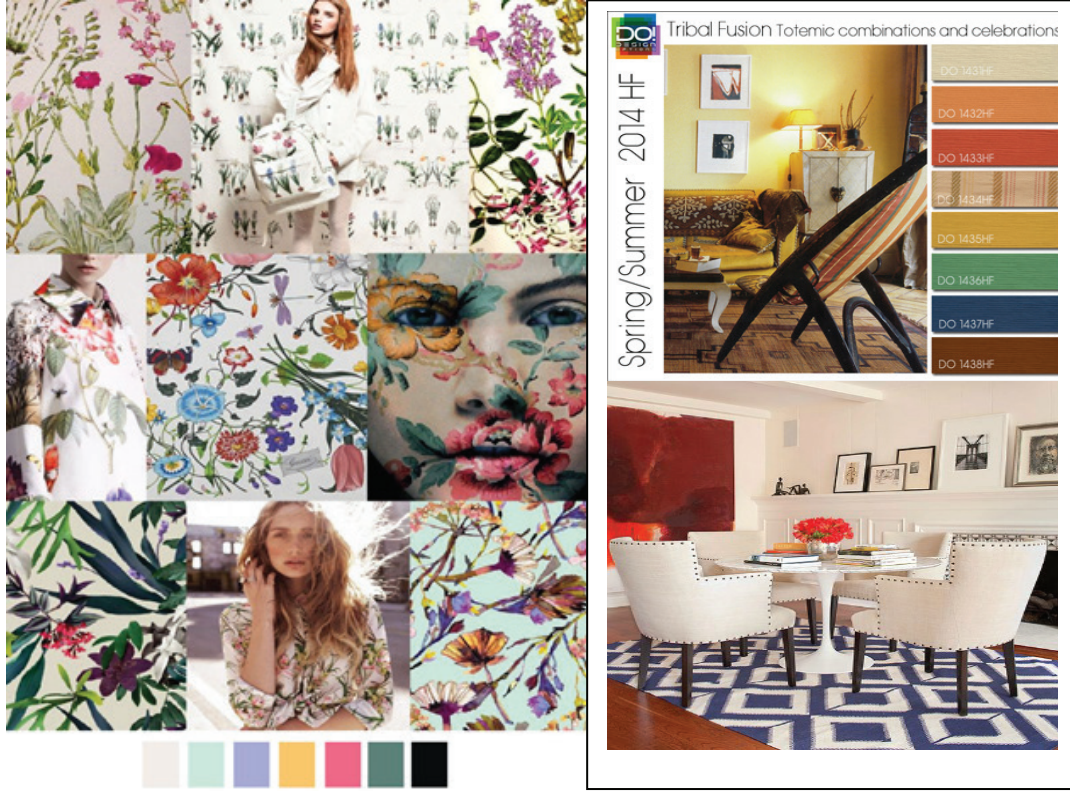 DO!
DESIGN
Tribal Fusion Totemic combinations and celebrations
Spring/Summer 2014 HF
DO 1431HF
DO 1432HF
DO 1433HF
DO 1434HF
DO 1435HF
DO 1436HF
DO 1437HF
DO 1438HF